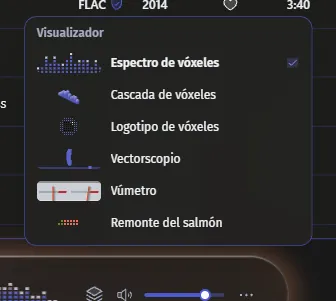 FLAC 2014 3:40
Visualizador
Espectro de vóxeles
Cascada de vóxeles
s
Logotipo de vóxeles
Vectorscopio
Vúmetro
Remonte del salmón